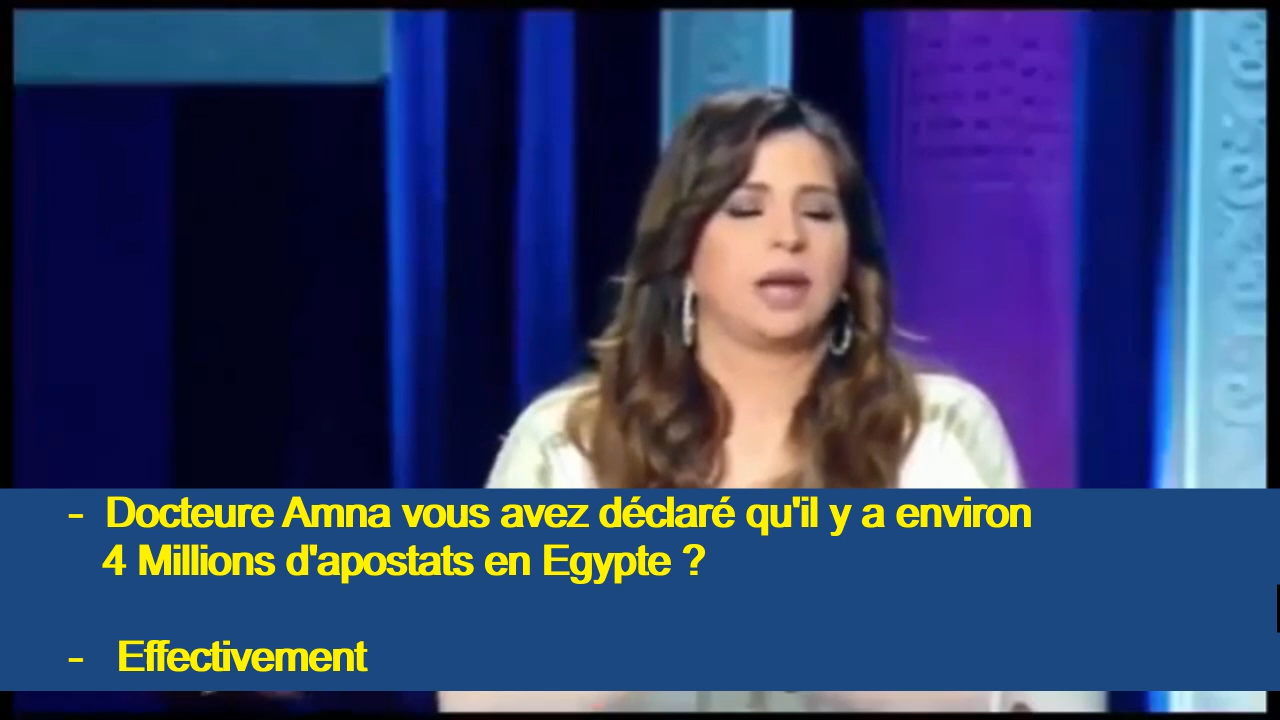 - Docteure Amna vous avez déclaré qu'il y a environ
4 Millions d'apostats en Egypte ?
- Effectivement